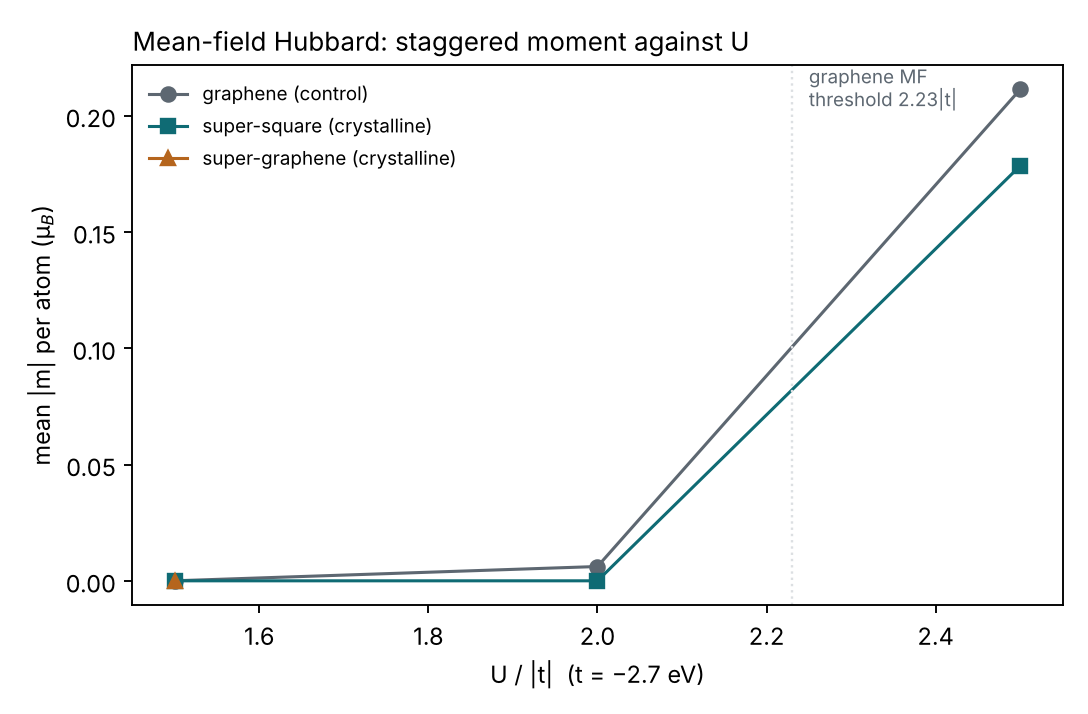 Mean-field Hubbard: staggered moment against U
graphene (control)
super-square (crystalline)
super-graphene (crystalline)
graphene MF
threshold 2.23|t|
mean |m| per atom (μB)
0.20
0.15
0.10
0.05
0.00
1.6 1.8 2.0 2.2 2.4
U / |t| (t = −2.7 eV)